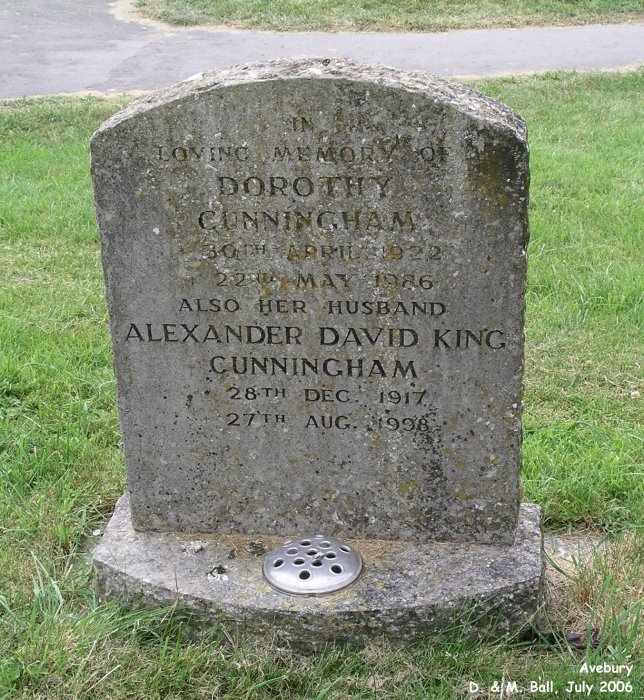 IN
LOVING MEMORY OF
DOROTHY
CUNNINGHAM
30TH APRIL 1922
22ND MAY 1986
ALSO HER HUSBAND
ALEXANDER DAVID KING
CUNNINGHAM
28TH DEC. 1917
27TH AUG. 1998
Avebury
D. & M. Ball, July 2006